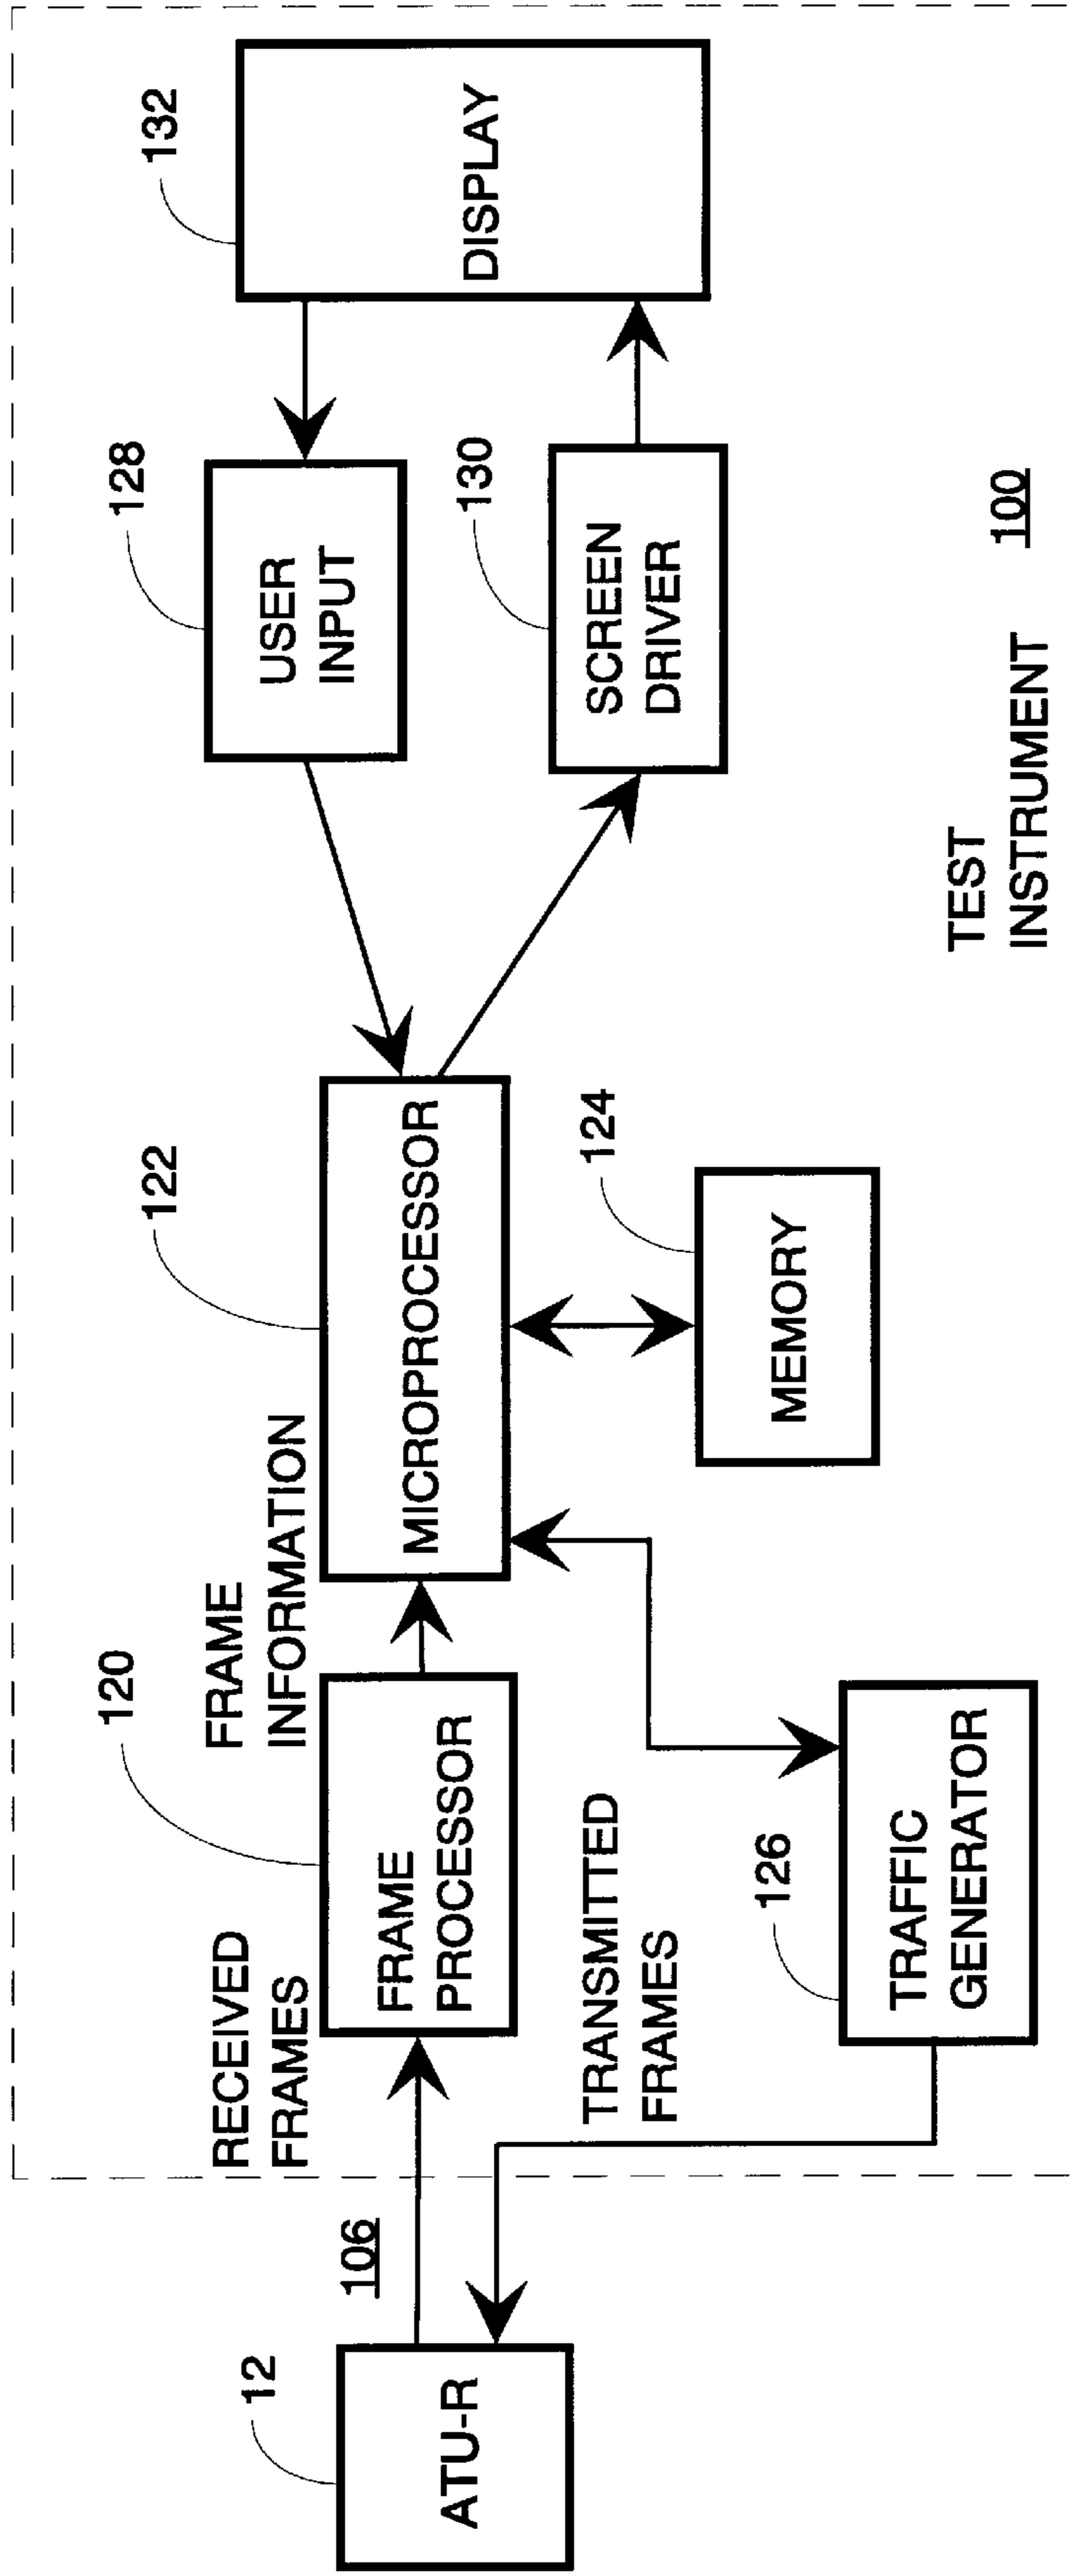 12
ATU-R
106
RECEIVED
FRAMES
120
FRAME
PROCESSOR
FRAME
INFORMATION
122
MICROPROCESSOR
124
MEMORY
TRANSMITTED
FRAMES
126
TRAFFIC
GENERATOR
128
USER
INPUT
130
SCREEN
DRIVER
132
DISPLAY
TEST
INSTRUMENT
100